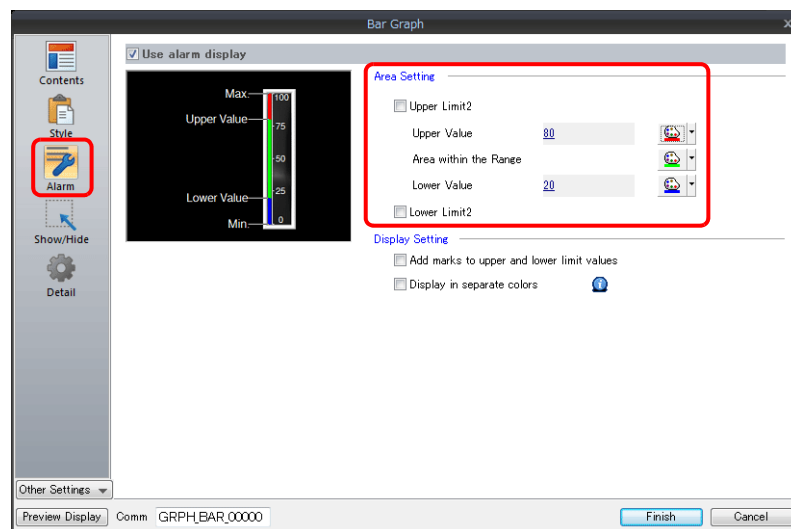 Bar Graph
Contents
Style
Alarm
Show/Hide
Detail
Use alarm display
Max.
Upper Value
Lower Value
Min.
100
75
50
25
0
Area Setting
Upper Limit2
Upper Value 80
Area within the Range
Lower Value 20
Lower Limit2
Display Setting
Add marks to upper and lower limit values
Display in separate colors
Other Settings
Preview Display Comm GRPH_BAR_00000 Finish Cancel